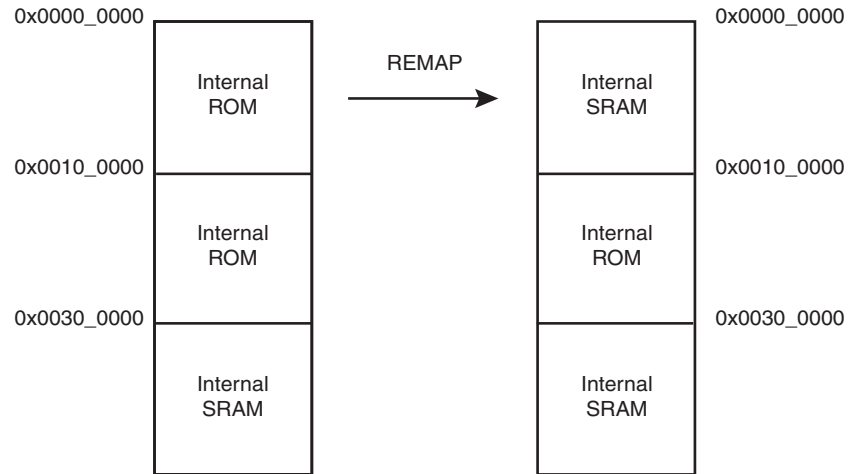 0x0000_0000
Internal
ROM
0x0010_0000
Internal
ROM
0x0030_0000
Internal
SRAM
REMAP
0x0000_0000
Internal
SRAM
0x0010_0000
Internal
ROM
0x0030_0000
Internal
SRAM